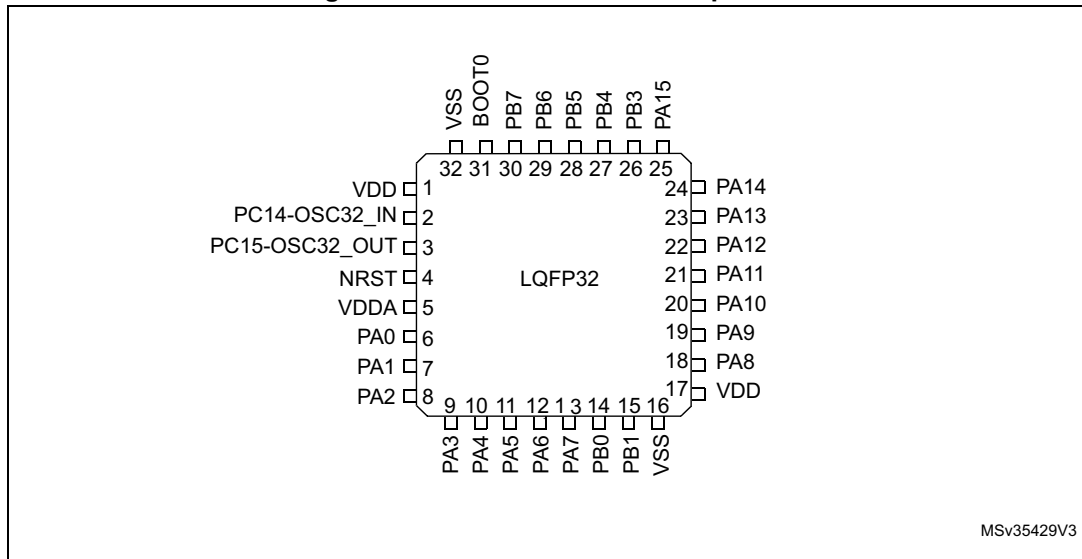 VSS
BOOT0
PB7
PB6
PB5
PB4
PB3
PA15
32 31 30 29 28 27 26 25
VDD 1
PC14-OSC32_IN 2
PC15-OSC32_OUT 3
NRST 4
VDDA 5
PA0 6
PA1 7
PA2 8
LQFP32
24 PA14
23 PA13
22 PA12
21 PA11
20 PA10
19 PA9
18 PA8
17 VDD
9 10 11 12 13 14 15 16
PA3
PA4
PA5
PA6
PA7
PB0
PB1
VSS
MSv35429V3